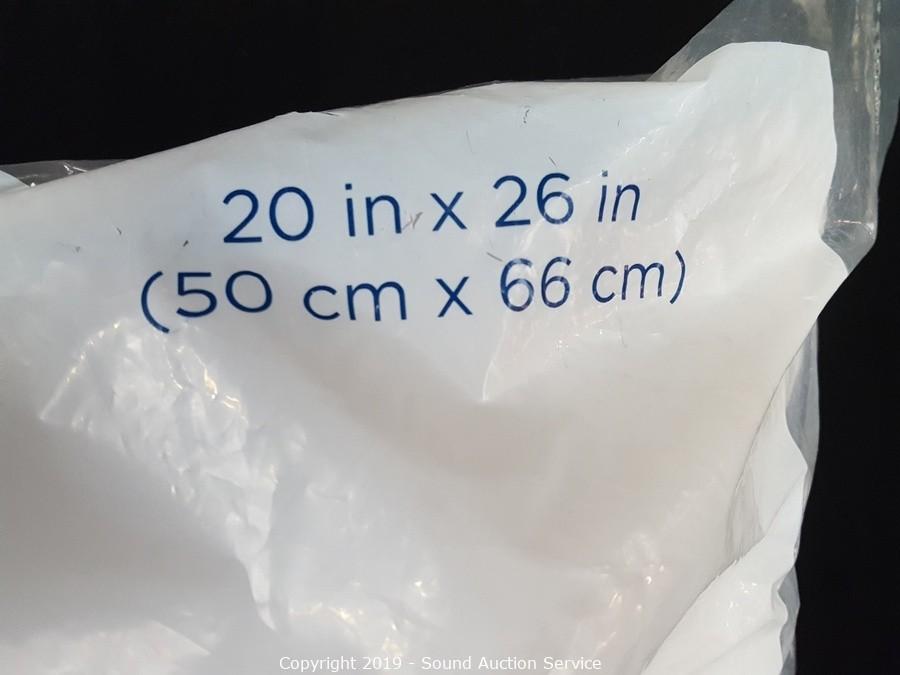 20 in x 26 in
(50 cm x 66 cm)
Copyright 2019 - Sound Auction Service